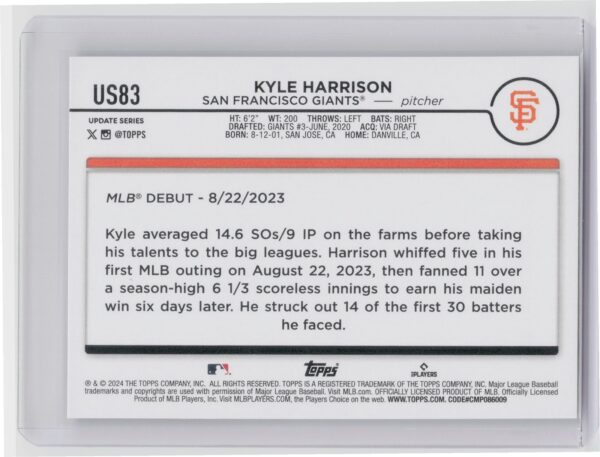 US83
KYLE HARRISON
SAN FRANCISCO GIANTS® — pitcher
UPDATE SERIES
X @TOPPS
HT: 6'2" WT: 200 THROWS: LEFT BATS: RIGHT
DRAFTED: GIANTS #3-JUNE, 2020 ACQ: VIA DRAFT
BORN: 8-12-01, SAN JOSE, CA HOME: DANVILLE, CA
SF
MLB® DEBUT - 8/22/2023
Kyle averaged 14.6 SOs/9 IP on the farms before taking
his talents to the big leagues. Harrison whiffed five in his
first MLB outing on August 22, 2023, then fanned 11 over
a season-high 6 1/3 scoreless innings to earn his maiden
win six days later. He struck out 14 of the first 30 batters
he faced.
Topps
PLAYERS
® & © 2024 THE TOPPS COMPANY, INC. ALL RIGHTS RESERVED. TOPPS IS A REGISTERED TRADEMARK OF THE TOPPS COMPANY, INC. Major League Baseball
trademarks and copyrights are used with permission of Major League Baseball. Visit MLB.com. OFFICIALLY LICENSED PRODUCT OF MLB. Officially Licensed
Product of MLB Players, Inc. Visit MLBPLAYERS.com, the Players Choice on the web. WWW.TOPPS.COM. CODE#CMP086009